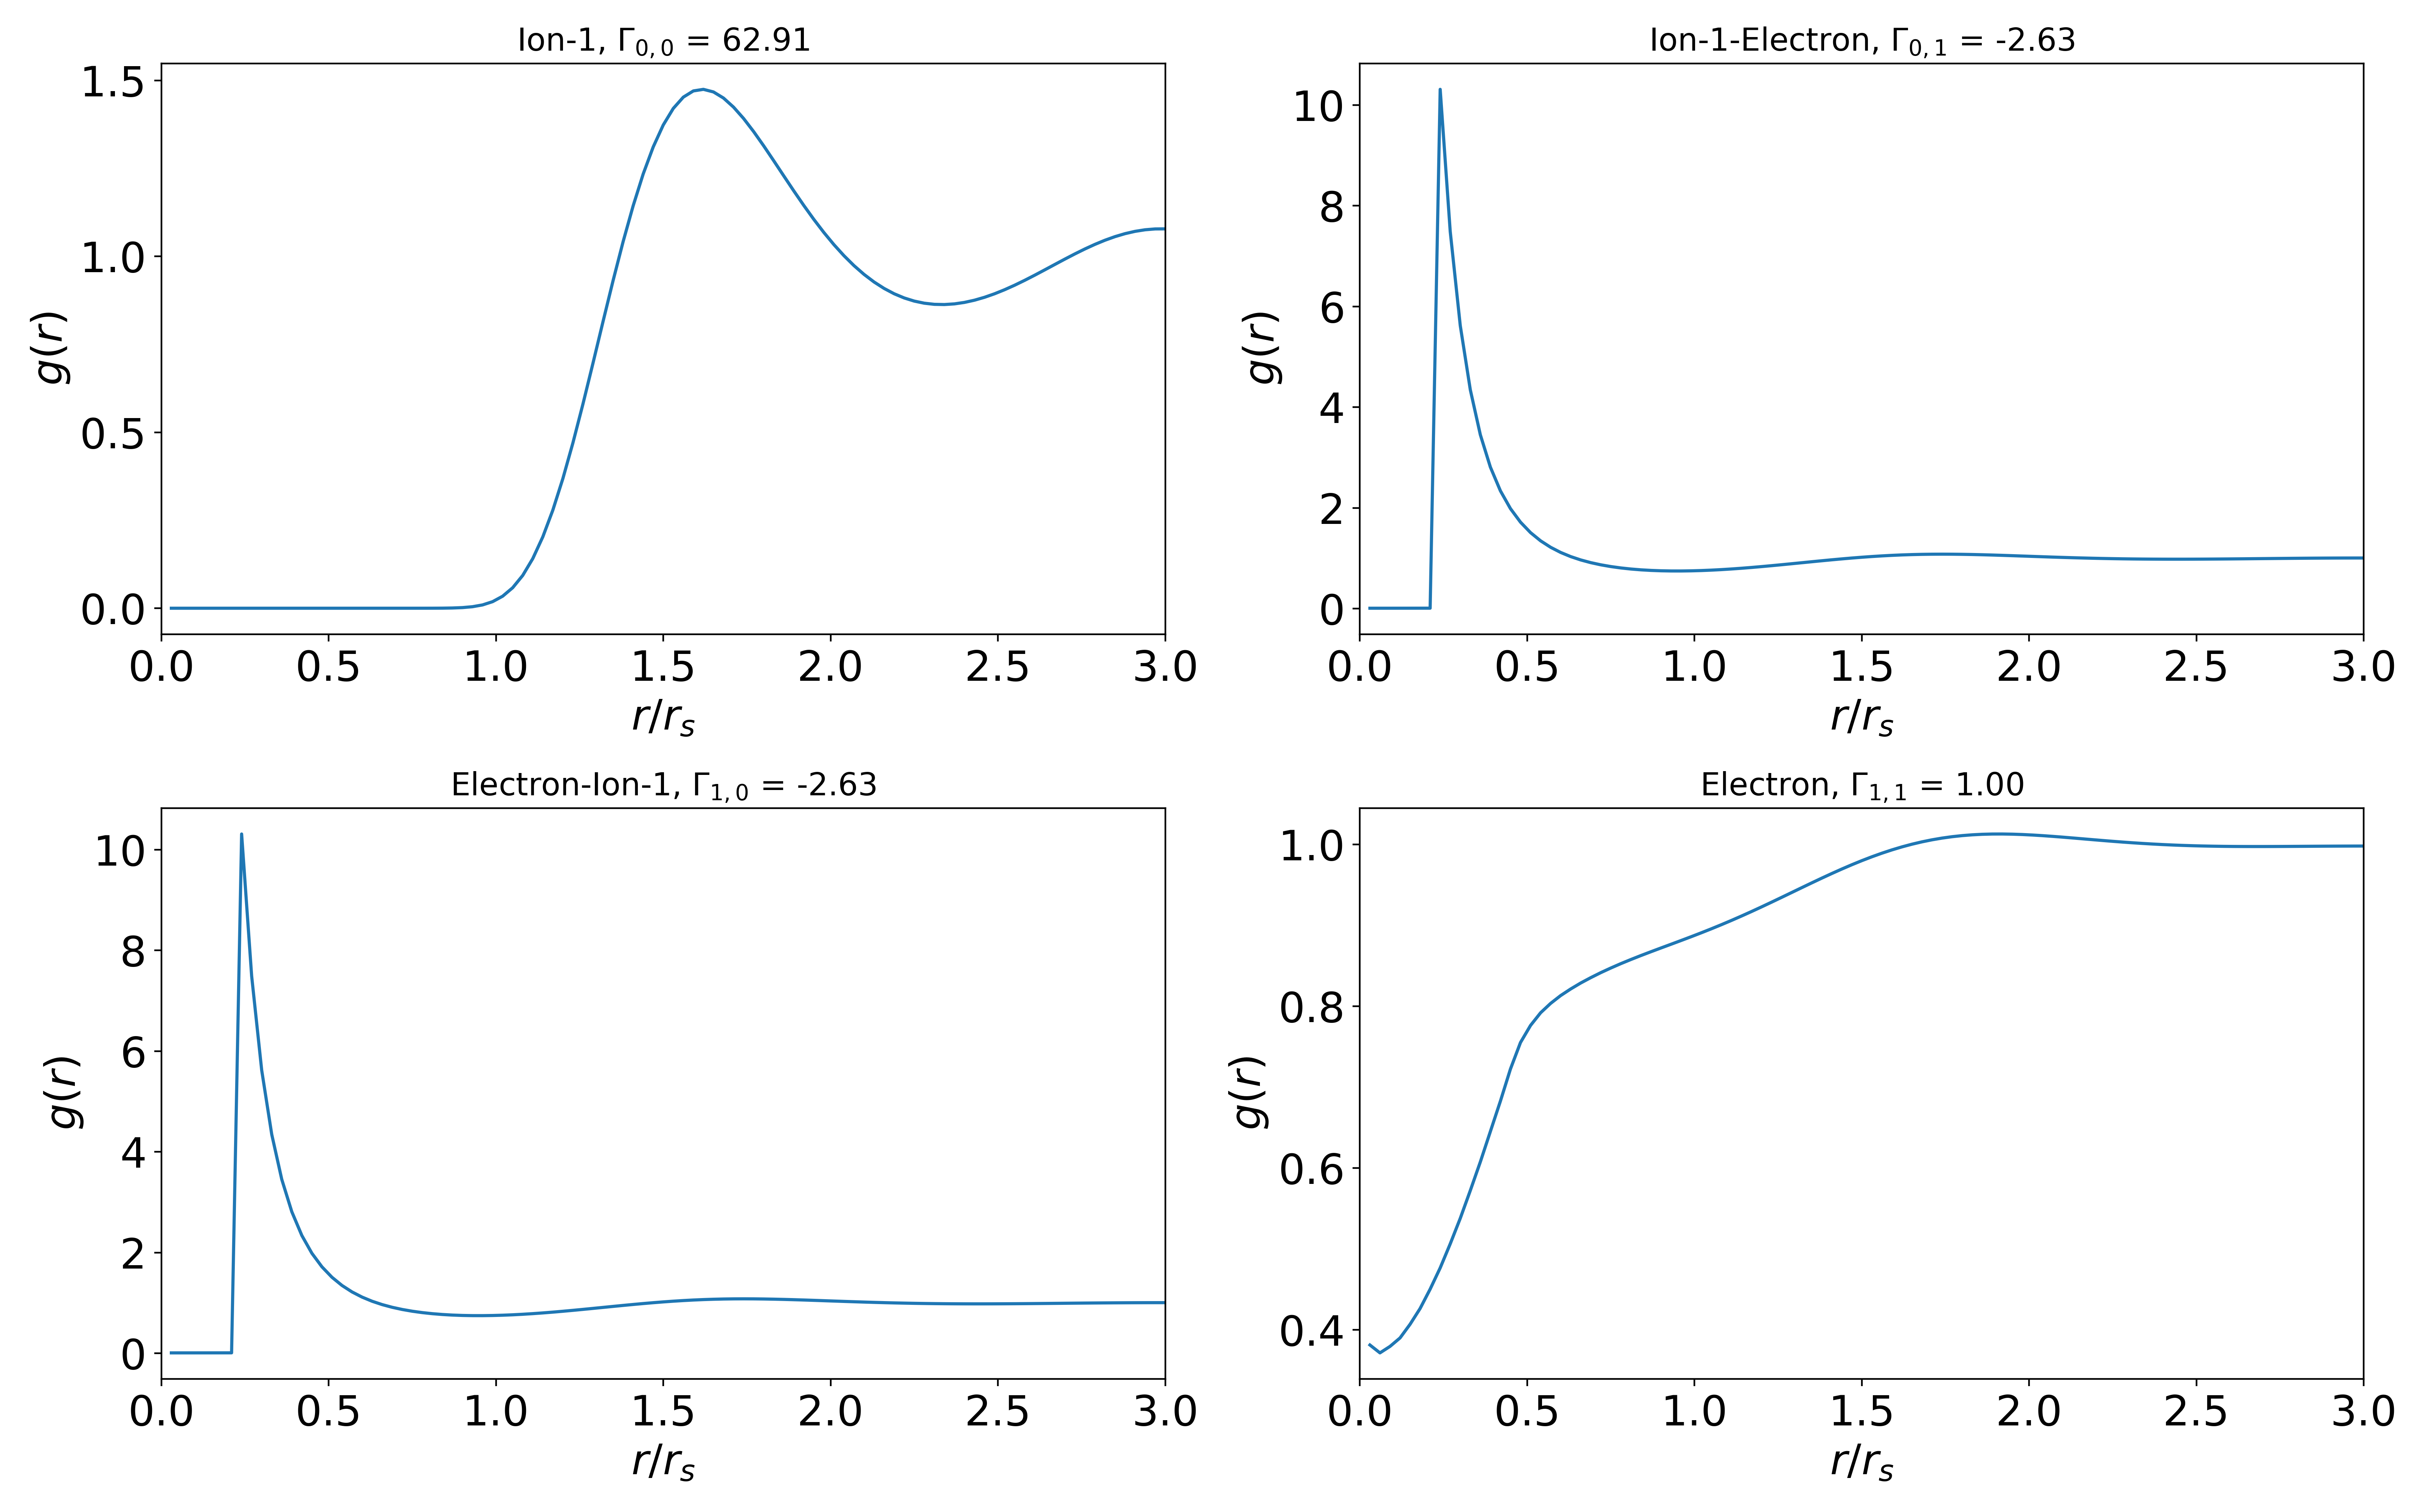 Ion-1, Γ0,0 = 62.91
g(r)
1.5
1.0
0.5
0.0
0.0 0.5 1.0 1.5 2.0 2.5 3.0
r/rs
Ion-1-Electron, Γ0,1 = -2.63
g(r)
10
8
6
4
2
0
0.0 0.5 1.0 1.5 2.0 2.5 3.0
r/rs
Electron-Ion-1, Γ1,0 = -2.63
g(r)
10
8
6
4
2
0
0.0 0.5 1.0 1.5 2.0 2.5 3.0
r/rs
Electron, Γ1,1 = 1.00
g(r)
1.0
0.8
0.6
0.4
0.0 0.5 1.0 1.5 2.0 2.5 3.0
r/rs